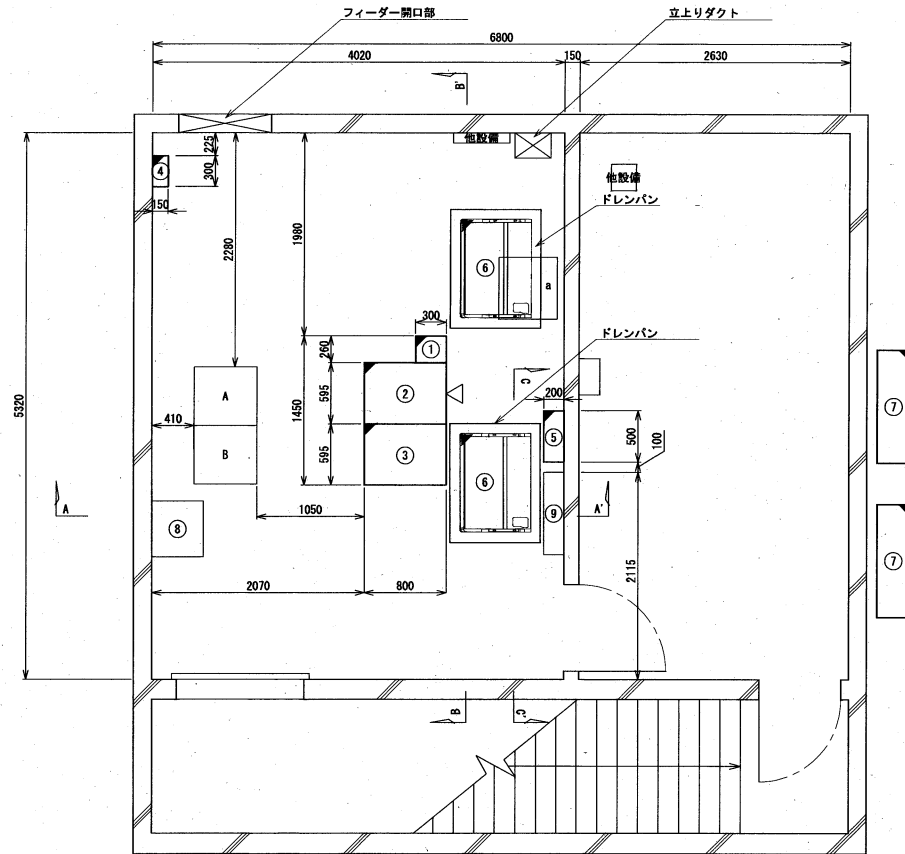 フィーダー開口部
立上りダクト
6800
4020
150
2630
B'
他設備
225
④
300
150
他設備
ドレンパン
2280
1980
⑥
a
300
①
260
ドレンパン
C
5320
A
②
595
1450
200
⑦
410
B
③
595
⑥
⑤
500
100
A
A'
⑧
1050
⑨
⑦
2115
2070
800
B
C'